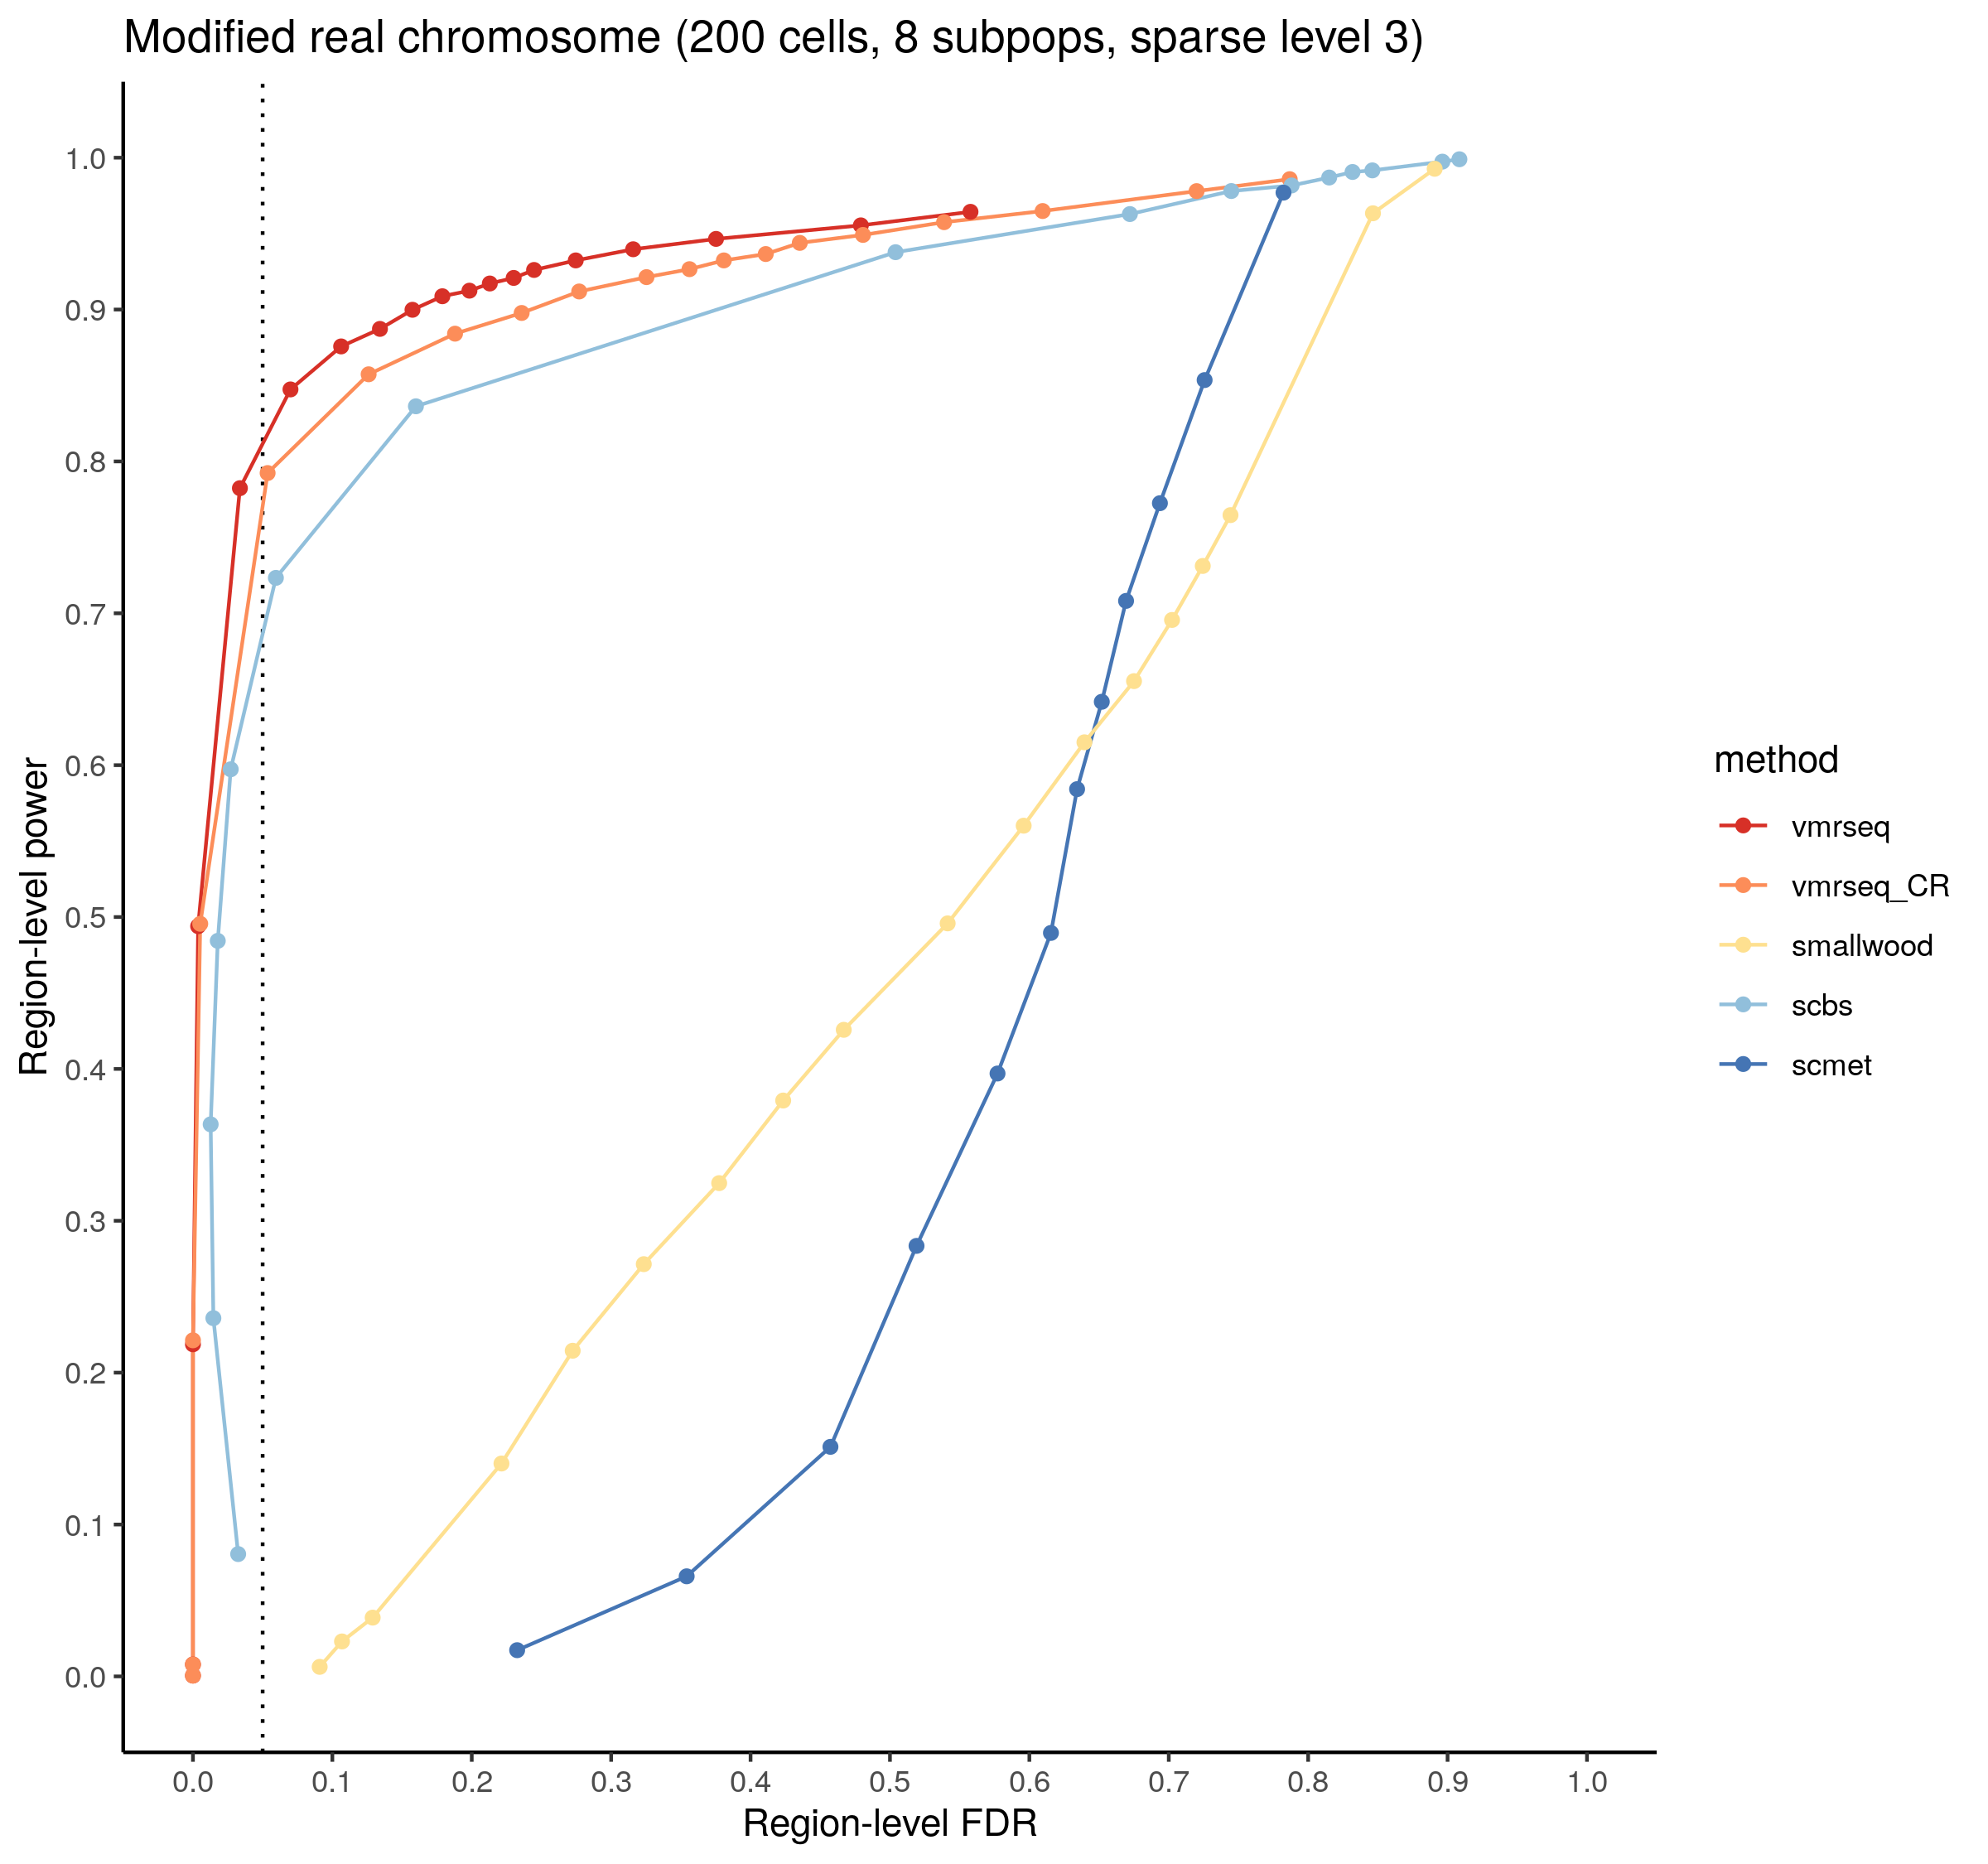 Modified real chromosome (200 cells, 8 subpops, sparse level 3)
1.0
0.9
0.8
0.7
0.6
0.5
0.4
0.3
0.2
0.1
0.0
Region-level power
0.0 0.1 0.2 0.3 0.4 0.5 0.6 0.7 0.8 0.9 1.0
Region-level FDR
method
vmrseq
vmrseq_CR
smallwood
scbs
scmet